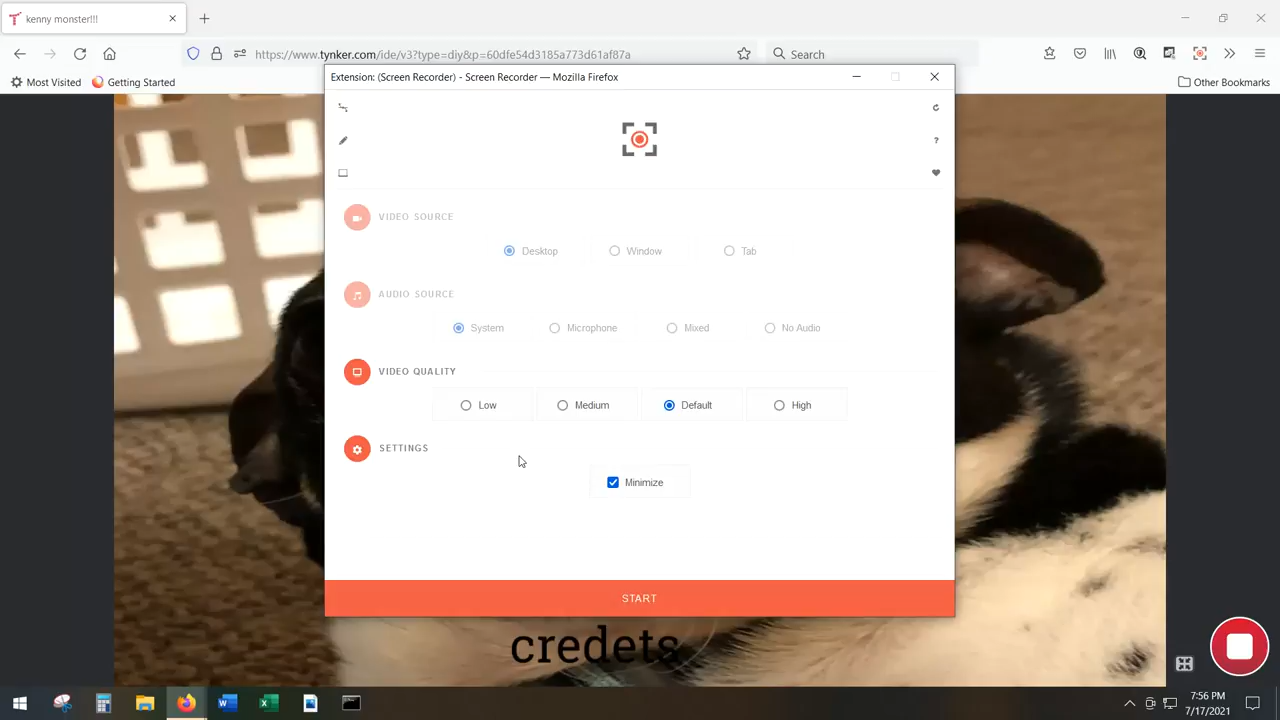 kenny monster!!!
https://www.tynker.com/ide/v3?type=diy&p=60dfe54d3185a773d61af87a
Search
Most Visited
Getting Started
Other Bookmarks
Extension: (Screen Recorder) - Screen Recorder — Mozilla Firefox
?
VIDEO SOURCE
Desktop
Window
Tab
AUDIO SOURCE
System
Microphone
Mixed
No Audio
VIDEO QUALITY
Low
Medium
Default
High
SETTINGS
Minimize
START
credets
7:56 PM
7/17/2021